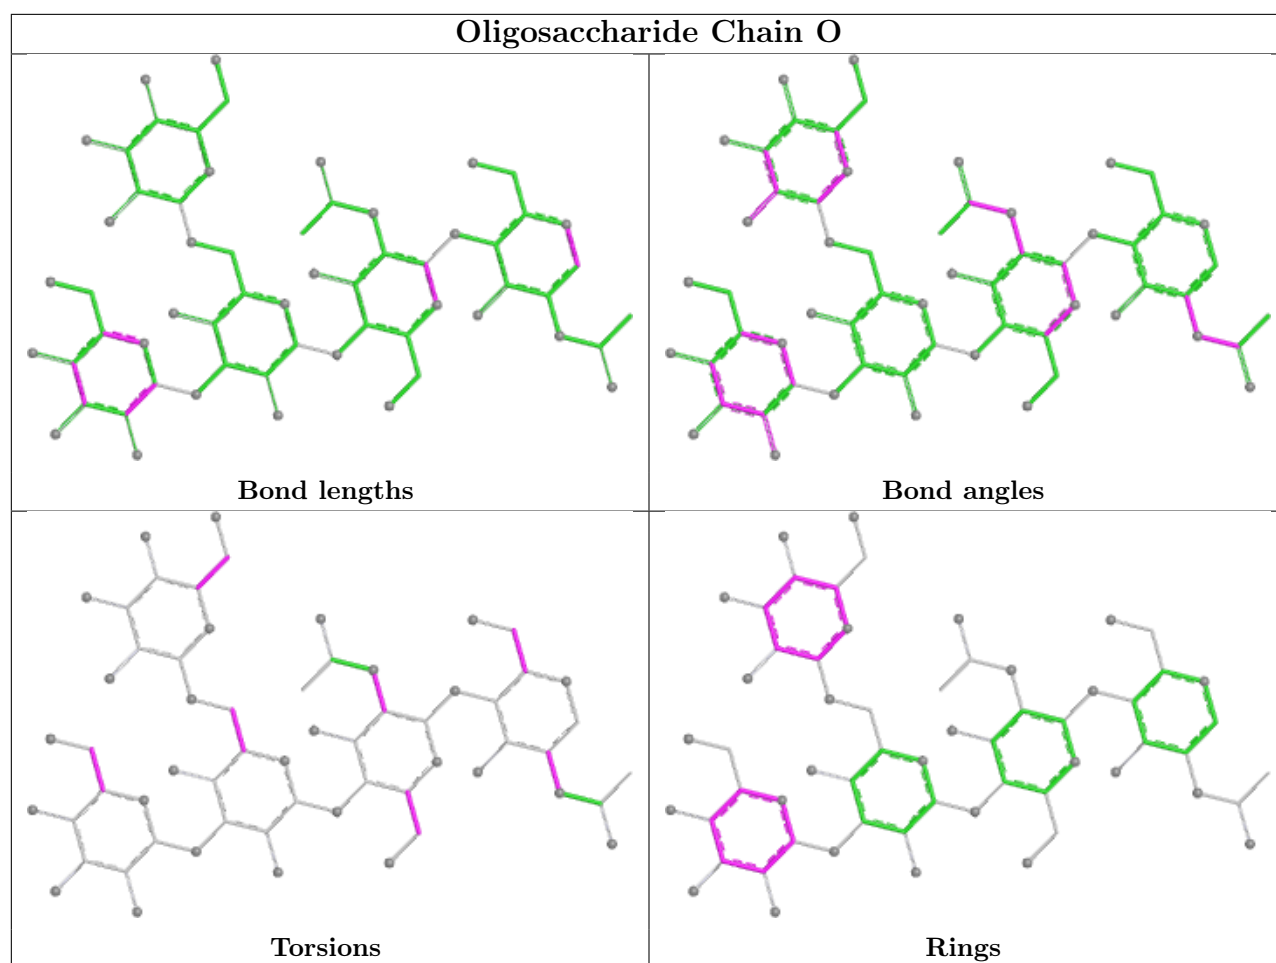 Oligosaccharide Chain O
Bond lengths
Bond angles
Torsions
Rings